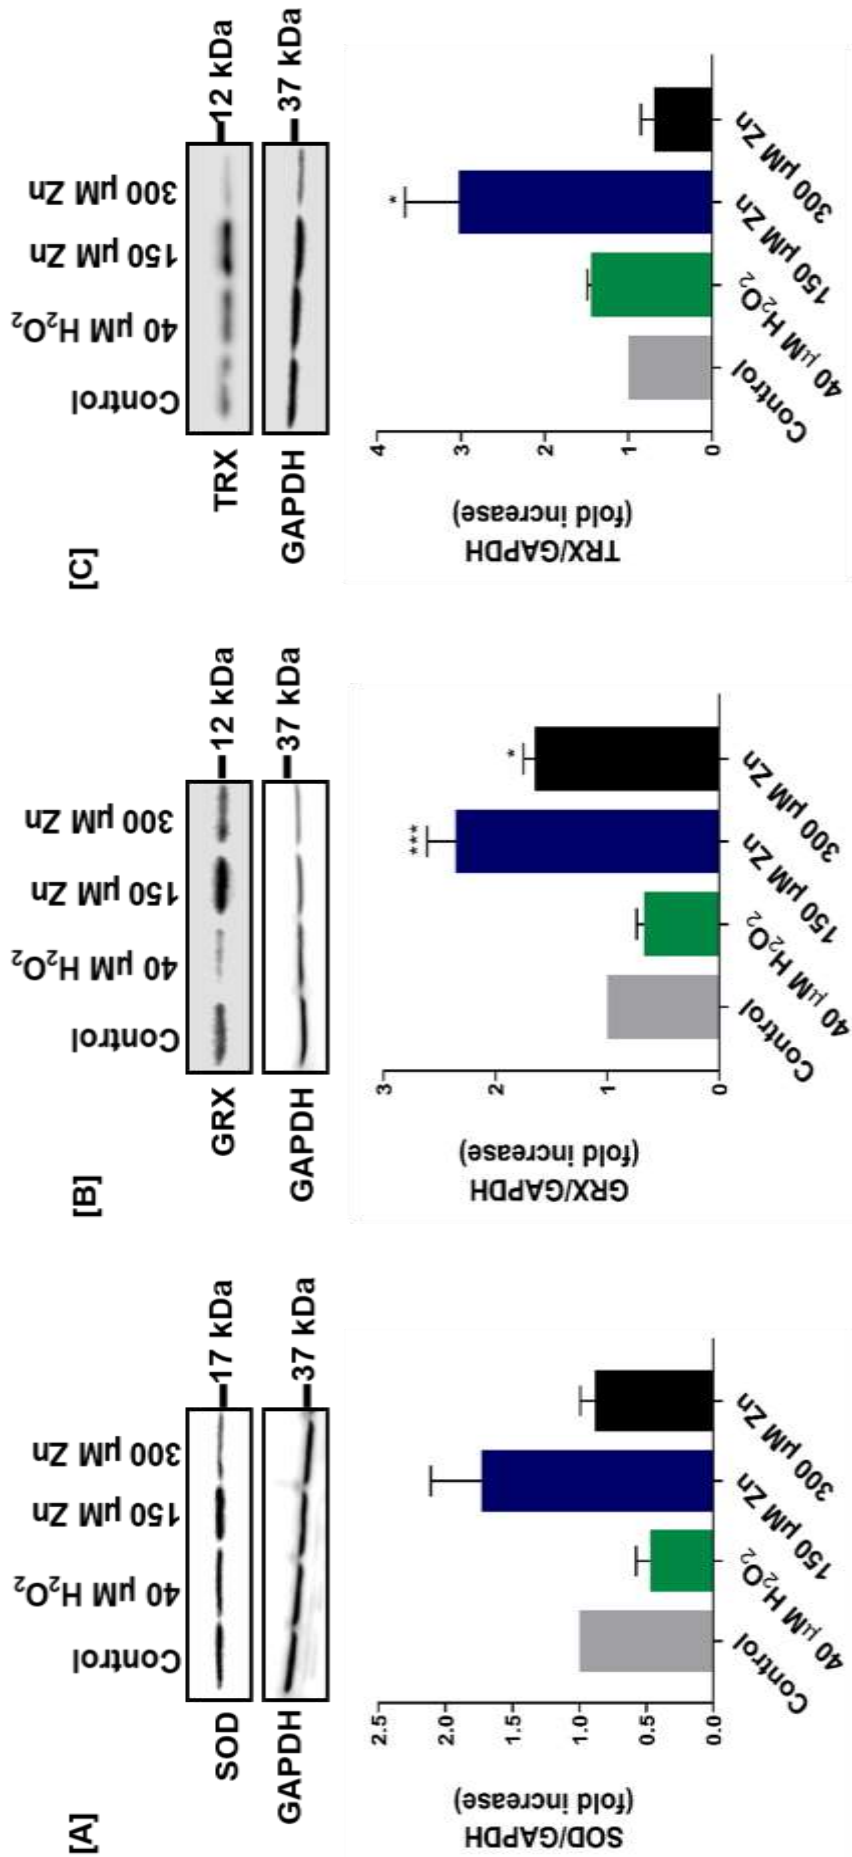 [A]
Control
40 µM H₂O₂
150 µM Zn
300 µM Zn
SOD
17 kDa
GAPDH
37 kDa
SOD/GAPDH
(fold increase)
2.5
2.0
1.5
1.0
0.5
0.0
Control
40 µM H₂O₂
150 µM Zn
300 µM Zn
[B]
Control
40 µM H₂O₂
150 µM Zn
300 µM Zn
GRX
12 kDa
GAPDH
37 kDa
GRX/GAPDH
(fold increase)
3
2
1
0
***
*
Control
40 µM H₂O₂
150 µM Zn
300 µM Zn
[C]
Control
40 µM H₂O₂
150 µM Zn
300 µM Zn
TRX
12 kDa
GAPDH
37 kDa
TRX/GAPDH
(fold increase)
4
3
2
1
0
*
Control
40 µM H₂O₂
150 µM Zn
300 µM Zn